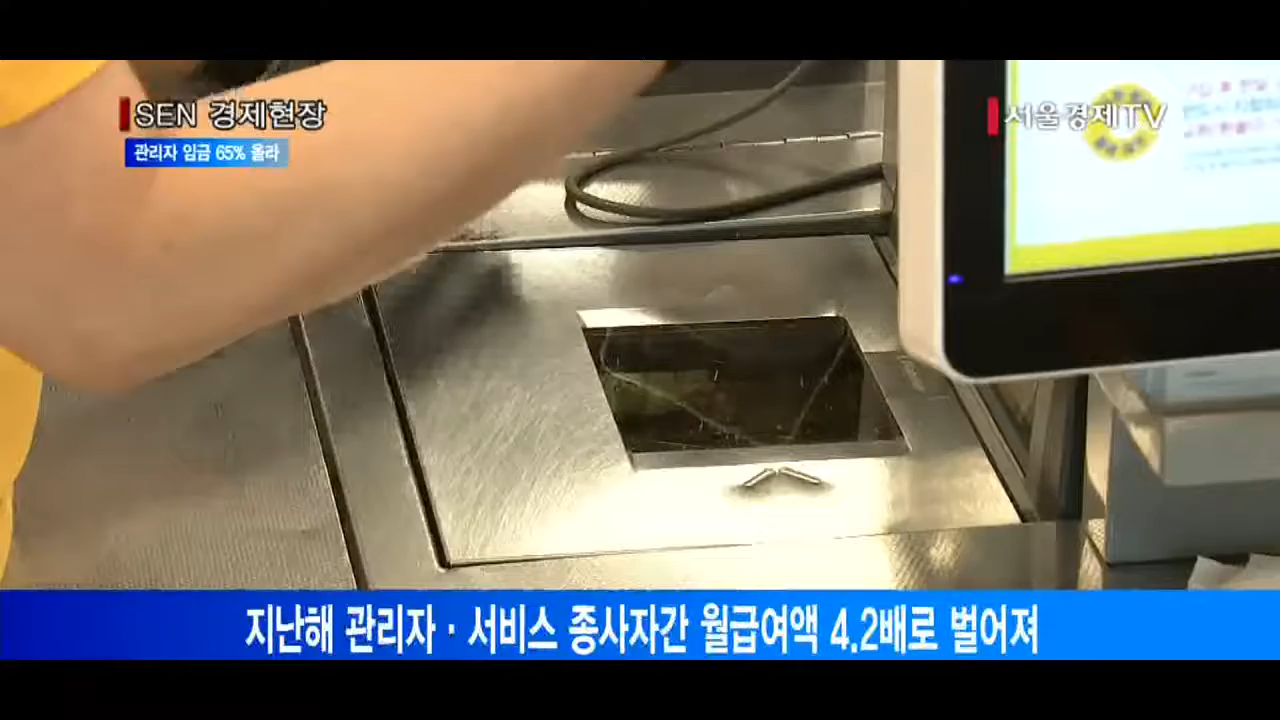 SEN 경제현장
관리자 임금 65% 올라
서울경제TV
지난해 관리자·서비스 종사자간 월급여액 4.2배로 벌어져